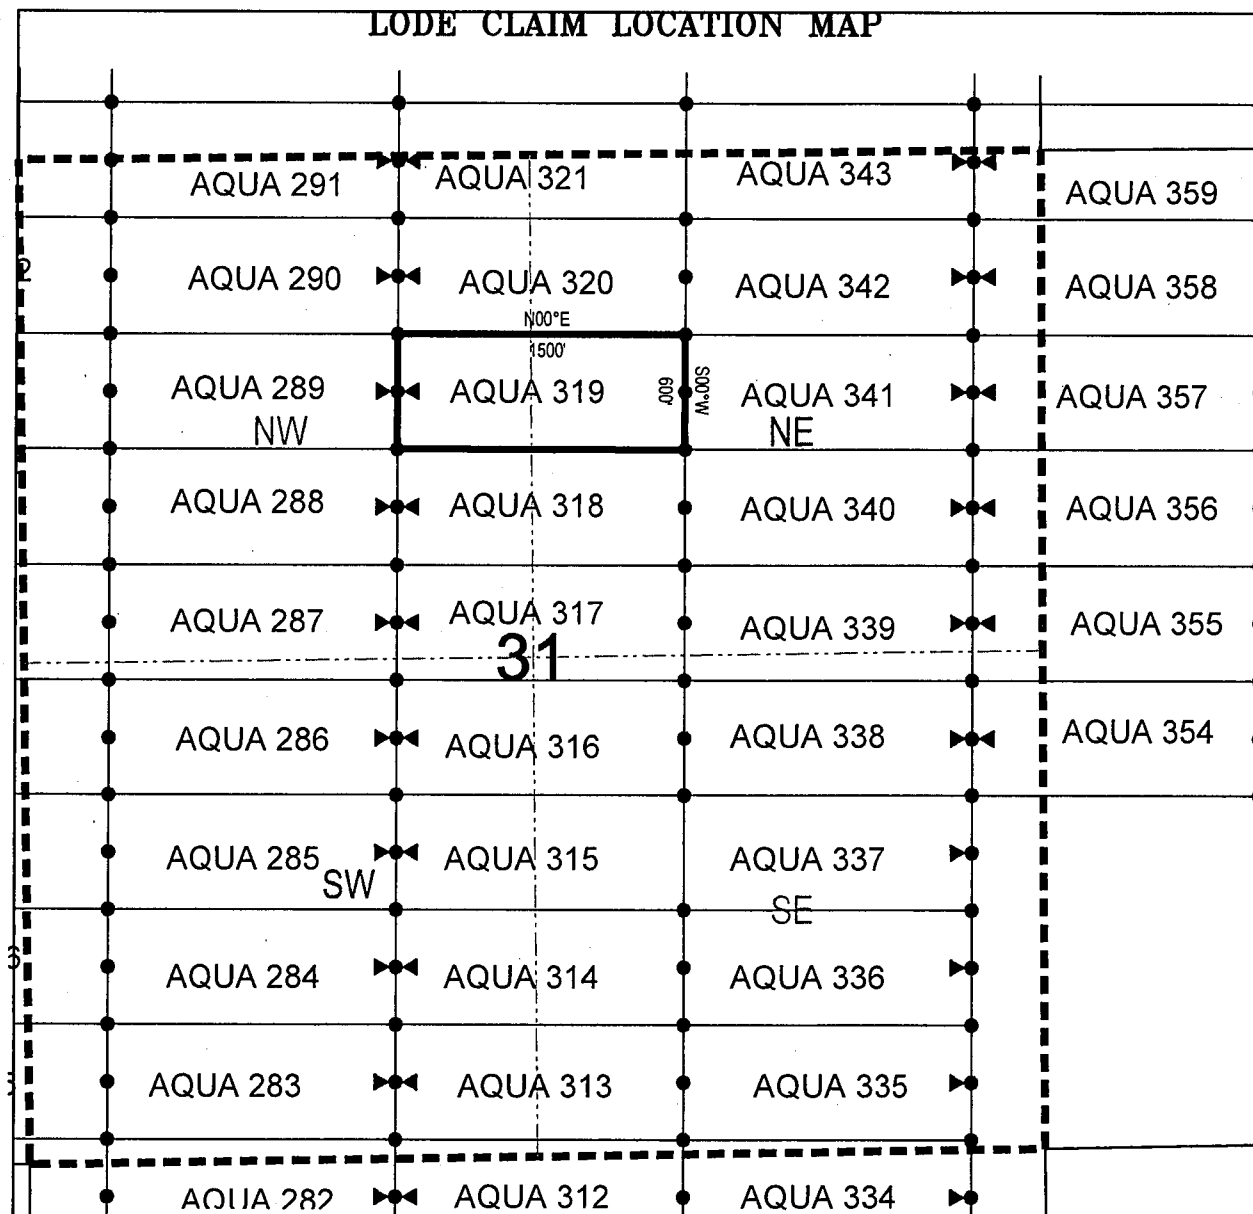 LODE CLAIM LOCATION MAP
AQUA 291 AQUA 321 AQUA 343 AQUA 359
AQUA 290 AQUA 320 AQUA 342 AQUA 358
N00°E
1500'
AQUA 289 AQUA 319 600' S00°W AQUA 341 AQUA 357
NW NE
AQUA 288 AQUA 318 AQUA 340 AQUA 356
AQUA 287 AQUA 317 AQUA 339 AQUA 355
31
AQUA 286 AQUA 316 AQUA 338 AQUA 354
AQUA 285 AQUA 315 AQUA 337
SW SE
AQUA 284 AQUA 314 AQUA 336
AQUA 283 AQUA 313 AQUA 335
AQUA 282 AQUA 312 AQUA 334